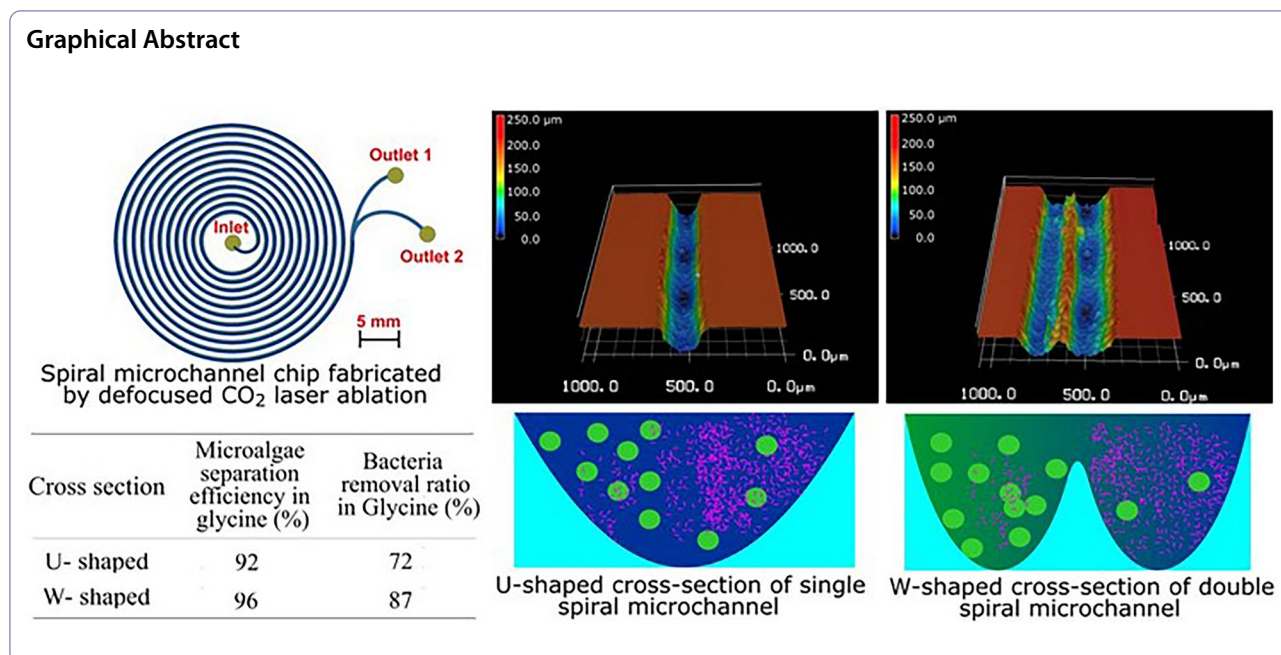 Graphical Abstract
Inlet
Outlet 1
Outlet 2
5 mm
Spiral microchannel chip fabricated
by defocused CO₂ laser ablation
Cross section
Microalgae
separation
efficiency in
glycine (%)
Bacteria
removal ratio
in Glycine (%)
U- shaped 92 72
W- shaped 96 87
250.0 µm
200.0
150.0
100.0
50.0
0.0
1000.0
500.0
0.0µm
1000.0 500.0 0.0µm
U-shaped cross-section of single
spiral microchannel
250.0 µm
200.0
150.0
100.0
50.0
0.0
1000.0
500.0
0.0µm
1000.0 500.0 0.0µm
W-shaped cross-section of double
spiral microchannel